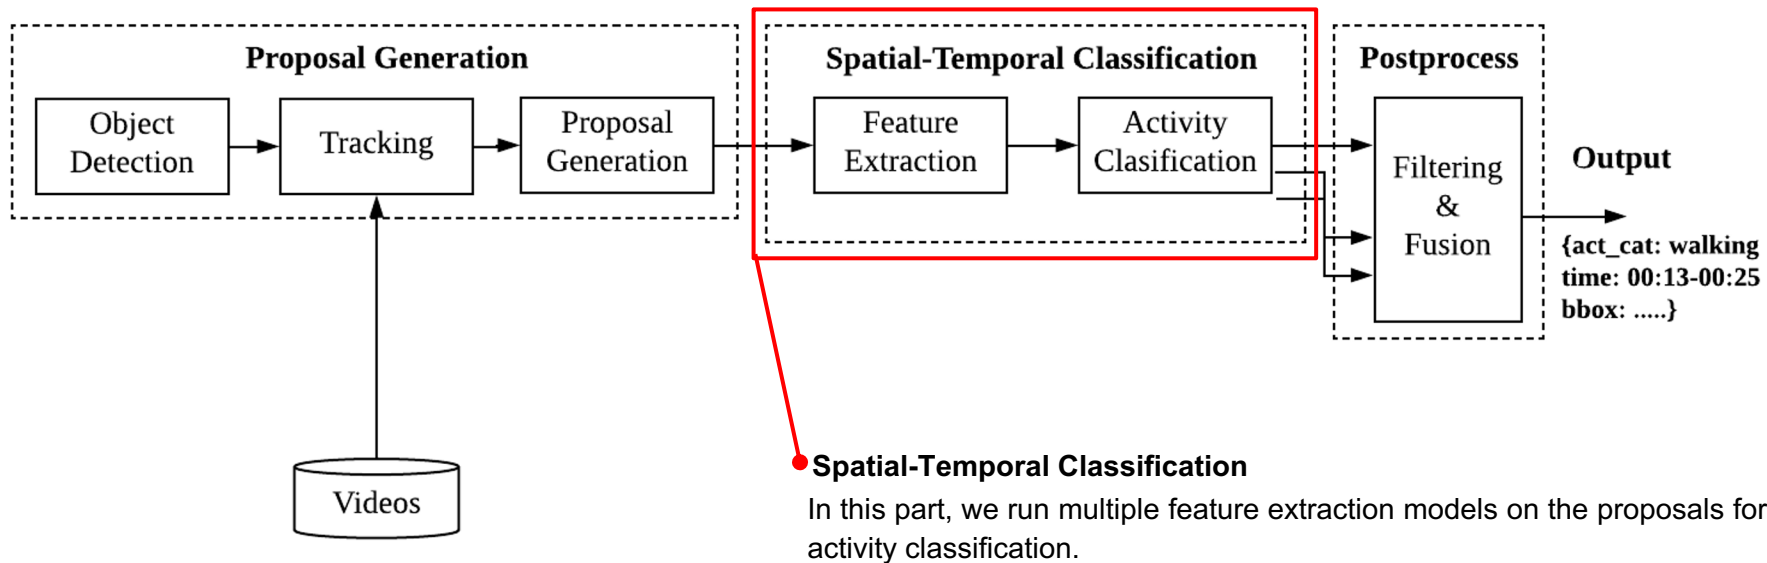 Proposal Generation
Object
Detection
Tracking
Proposal
Generation
Spatial-Temporal Classification
Feature
Extraction
Activity
Clasification
Postprocess
Filtering
&
Fusion
Output
{act_cat: walking
time: 00:13-00:25
bbox: .....}
Videos
Spatial-Temporal Classification
In this part, we run multiple feature extraction models on the proposals for
activity classification.